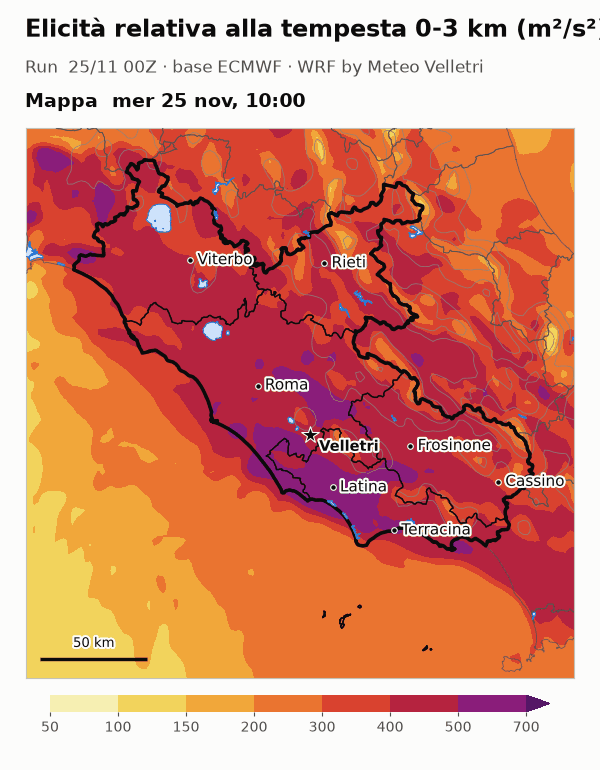 Elicità relativa alla tempesta 0-3 km (m²/s²)
Run  25/11 00Z · base ECMWF · WRF by Meteo Velletri
Mappa  mer 25 nov, 10:00
Viterbo
Rieti
Roma
Velletri
Frosinone
Latina
Cassino
Terracina
50 km
50 100 150 200 300 400 500 700